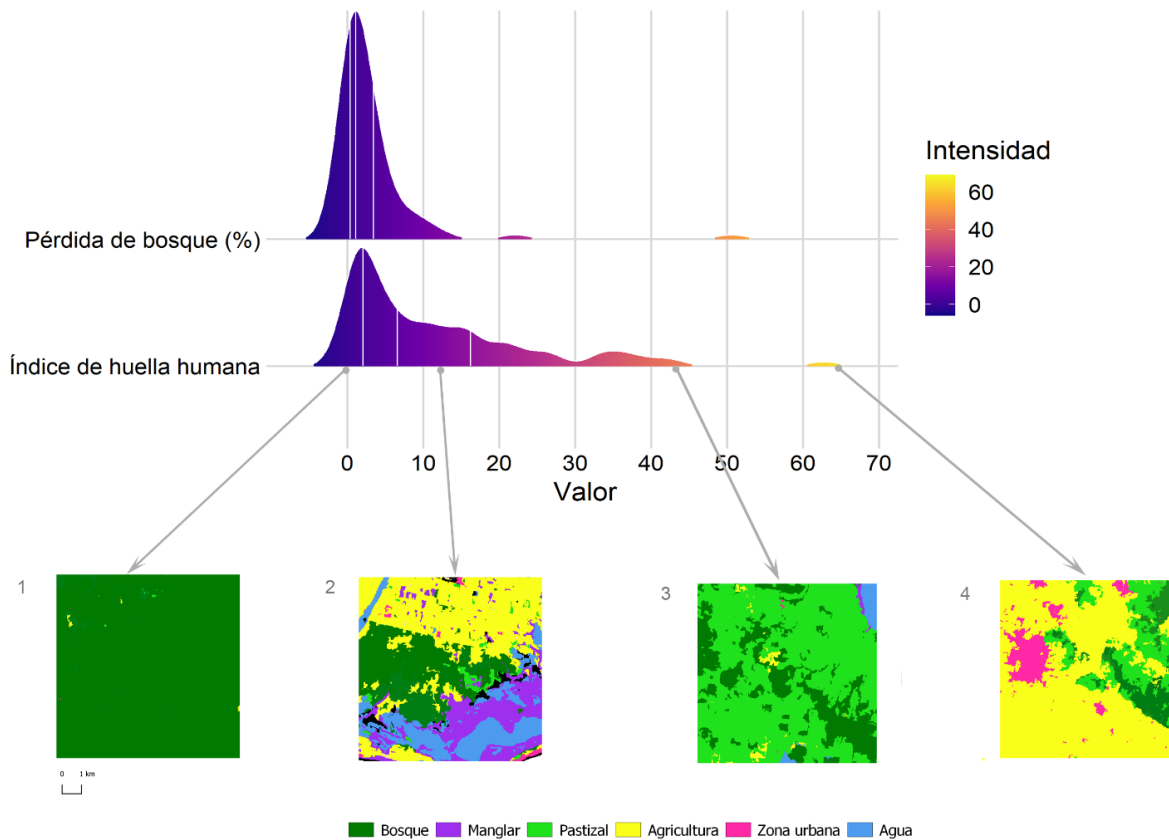 Intensidad
60
40
20
0
Pérdida de bosque (%)
Índice de huella humana
0 10 20 30 40 50 60 70
Valor
1 2 3 4
0 1 km
Bosque Manglar Pastizal Agricultura Zona urbana Agua